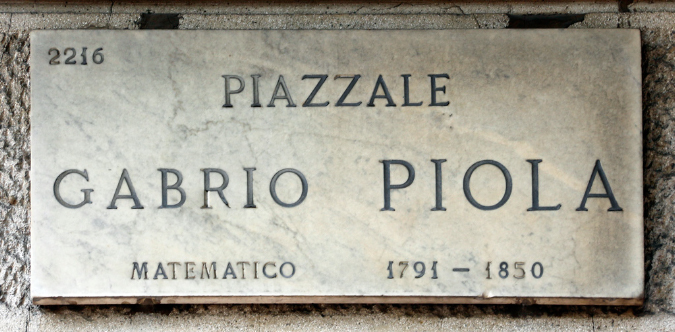 2216
PIAZZALE
GABRIO PIOLA
MATEMATICO 1791 – 1850